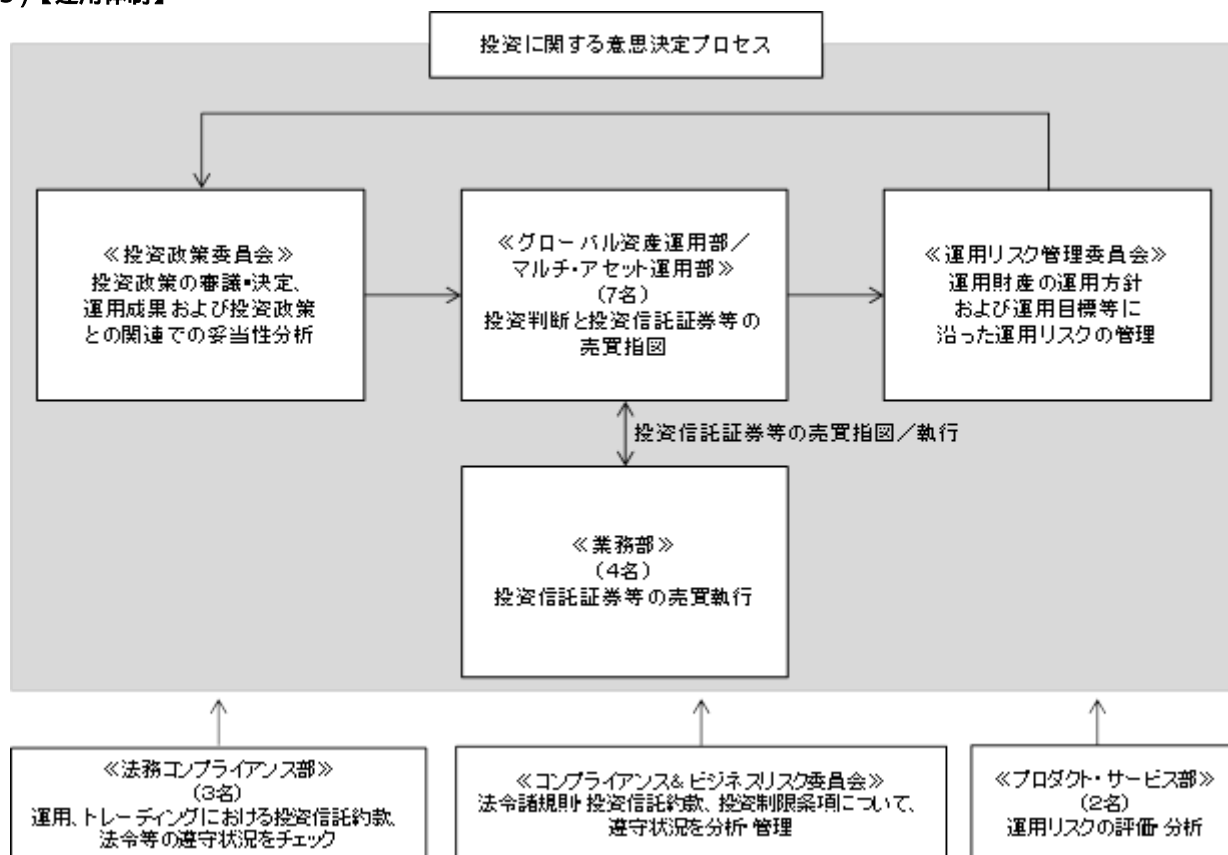 【運用体制】
投資に関する意思決定プロセス
≪投資政策委員会≫
投資政策の審議・決定、
運用成果および投資政策
との関連での妥当性分析
≪グローバル資産運用部／
マルチ・アセット運用部≫
(7名)
投資判断と投資信託証券等の
売買指図
≪運用リスク管理委員会≫
運用財産の運用方針
および運用目標等に
沿った運用リスクの管理
投資信託証券等の売買指図／執行
≪業務部≫
(4名)
投資信託証券等の売買執行
≪法務コンプライアンス部≫
(3名)
運用、トレーディングにおける投資信託約款、
法令等の遵守状況をチェック
≪コンプライアンス&ビジネスリスク委員会≫
法令諸規則・投資信託約款、投資制限条項について、
遵守状況を分析・管理
≪プロダクト・サービス部≫
(2名)
運用リスクの評価・分析